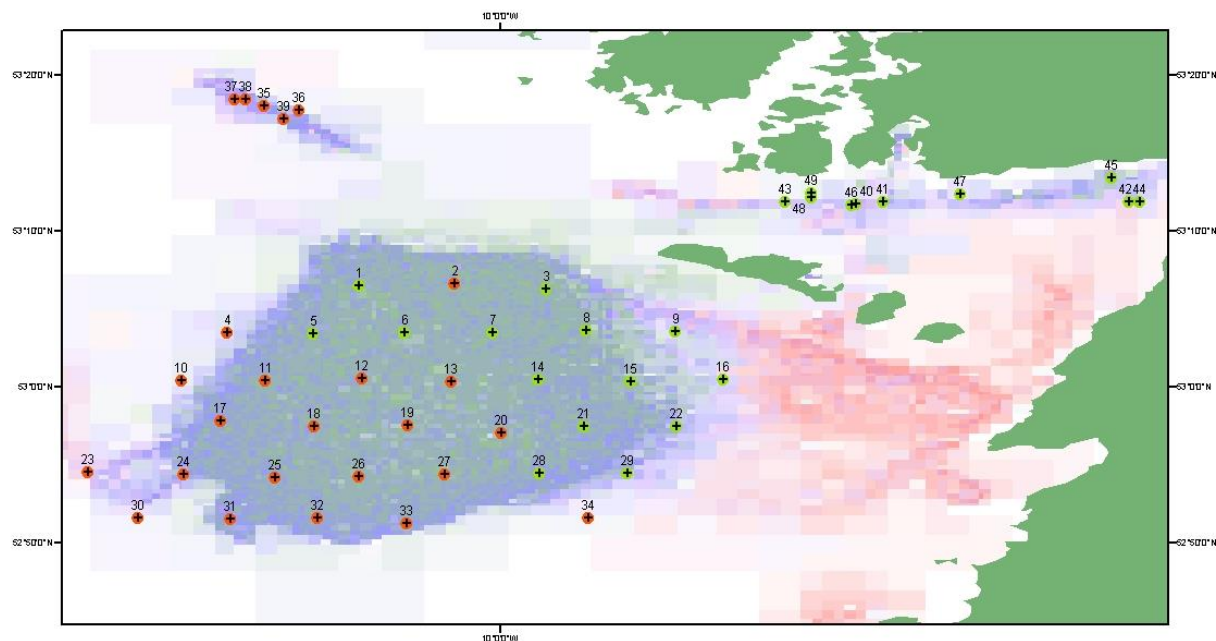 10°0'0"W
53°20'0"N 53°20'0"N
37 38 35 36
39
45
49
43 46 40 41 47 42 44
48
53°10'0"N 53°10'0"N
1 2 3
4 5 6 7 8 9
10 11 12 13 14 15 16
53°0'0"N 53°0'0"N
17 18 19 20 21 22
23 24 25 26 27 28 29
30 31 32 33 34
52°50'0"N 52°50'0"N
10°0'0"W